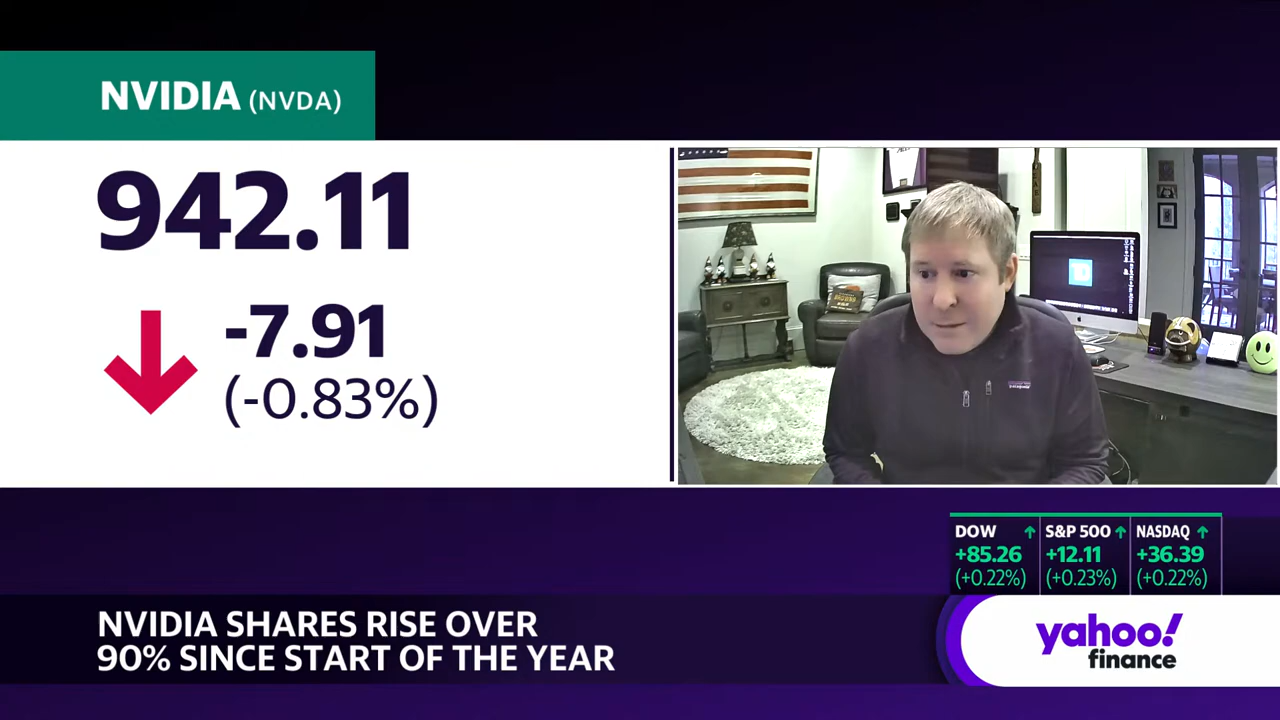 NVIDIA (NVDA)
942.11
-7.91
(-0.83%)
DOW
+85.26
(+0.22%)
S&P 500
+12.11
(+0.23%)
NASDAQ
+36.39
(+0.22%)
NVIDIA SHARES RISE OVER
90% SINCE START OF THE YEAR
yahoo!
finance